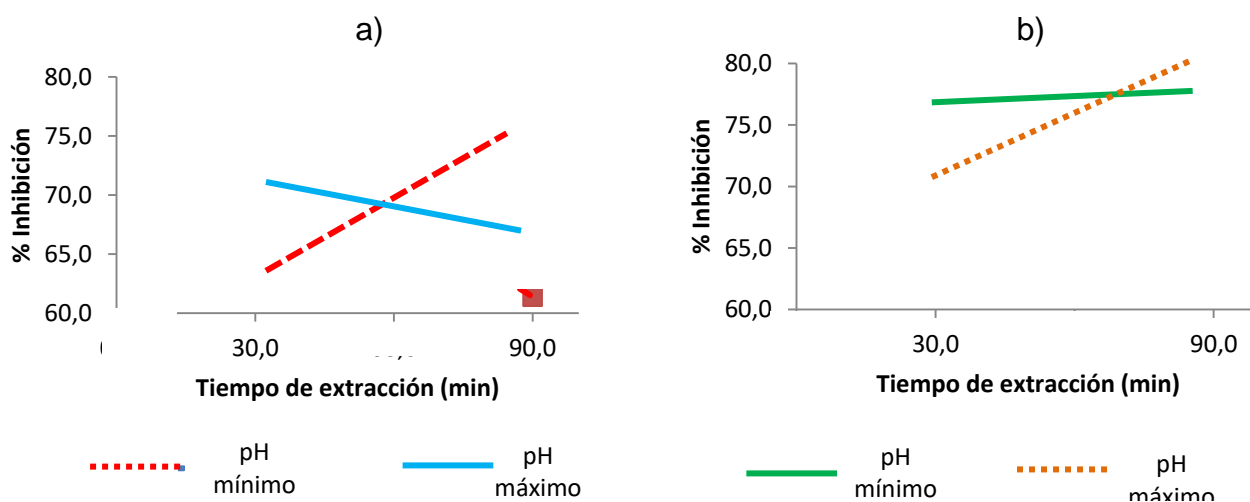 a)
80,0
75,0
70,0
65,0
60,0
% Inhibición
30,0
90,0
Tiempo de extracción (min)
pH
mínimo
pH
máximo
b)
80,0
75,0
70,0
65,0
60,0
% Inhibición
30,0
90,0
Tiempo de extracción (min)
pH
mínimo
pH
máximo